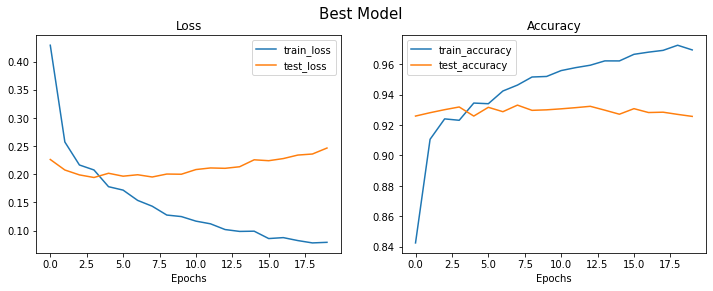 Best Model
Loss
train_loss
test_loss
0.40
0.35
0.30
0.25
0.20
0.15
0.10
0.0 2.5 5.0 7.5 10.0 12.5 15.0 17.5
Epochs
Accuracy
train_accuracy
test_accuracy
0.96
0.94
0.92
0.90
0.88
0.86
0.84
0.0 2.5 5.0 7.5 10.0 12.5 15.0 17.5
Epochs